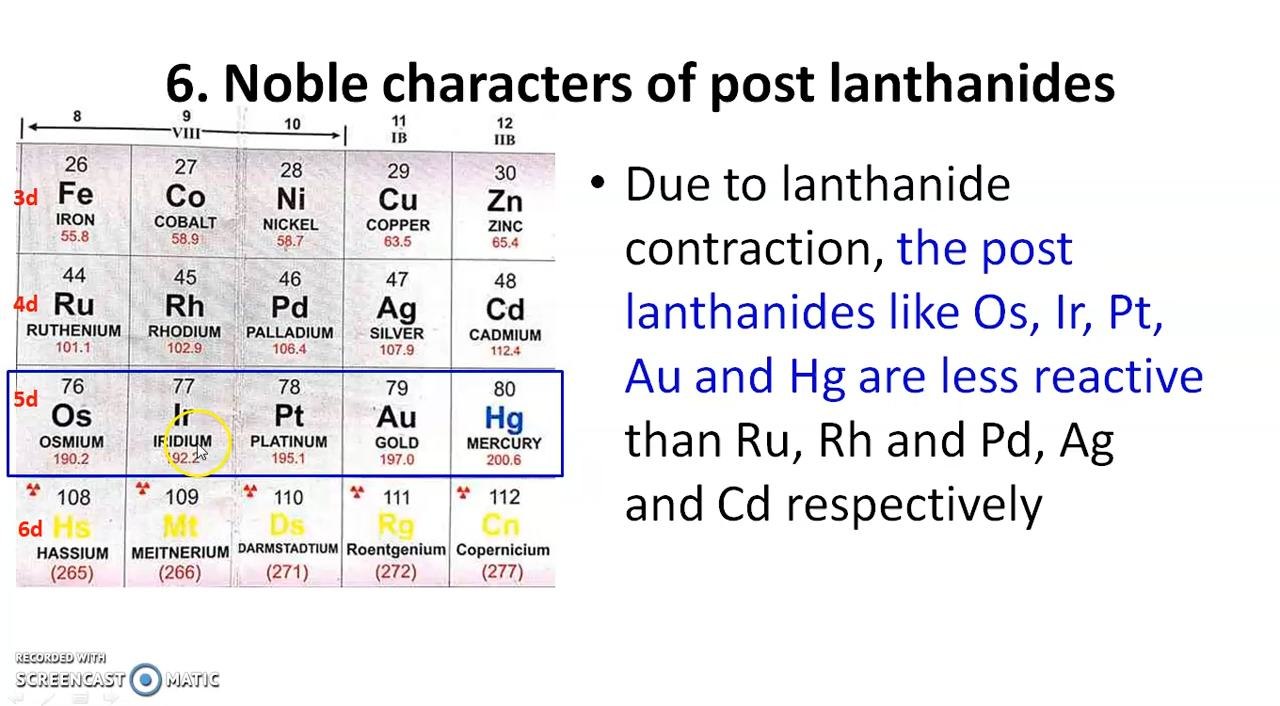 6. Noble characters of post lanthanides
8 9 10 11 12
VIII IB IIB
3d
26 27 28 29 30
Fe Co Ni Cu Zn
IRON COBALT NICKEL COPPER ZINC
55.8 58.9 58.7 63.5 65.4
4d
44 45 46 47 48
Ru Rh Pd Ag Cd
RUTHENIUM RHODIUM PALLADIUM SILVER CADMIUM
101.1 102.9 106.4 107.9 112.4
5d
76 77 78 79 80
Os Ir Pt Au Hg
OSMIUM IRIDIUM PLATINUM GOLD MERCURY
190.2 192.2 195.1 197.0 200.6
6d
108 109 110 111 112
Hs Mt Ds Rg Cn
HASSIUM MEITNERIUM DARMSTADTIUM Roentgenium Copernicium
(265) (266) (271) (272) (277)
• Due to lanthanide
contraction, the post
lanthanides like Os, Ir, Pt,
Au and Hg are less reactive
than Ru, Rh and Pd, Ag
and Cd respectively
RECORDED WITH
SCREENCAST MATIC